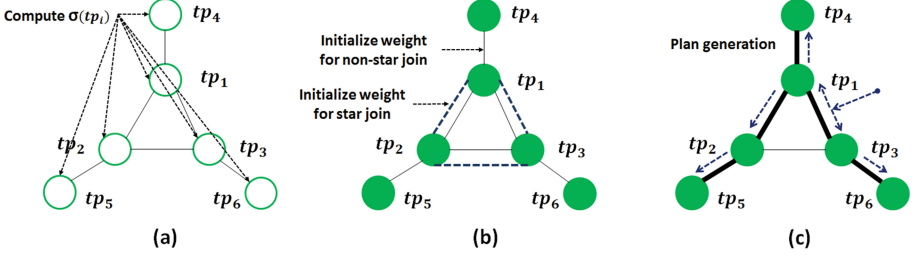 Compute σ(tpᵢ)
tp₄
tp₁
tp₂
tp₃
tp₅
tp₆
(a)
tp₄
Initialize weight
for non-star join
tp₁
Initialize weight
for star join
tp₂
tp₃
tp₅
tp₆
(b)
tp₄
Plan generation
tp₁
tp₂
tp₃
tp₅
tp₆
(c)